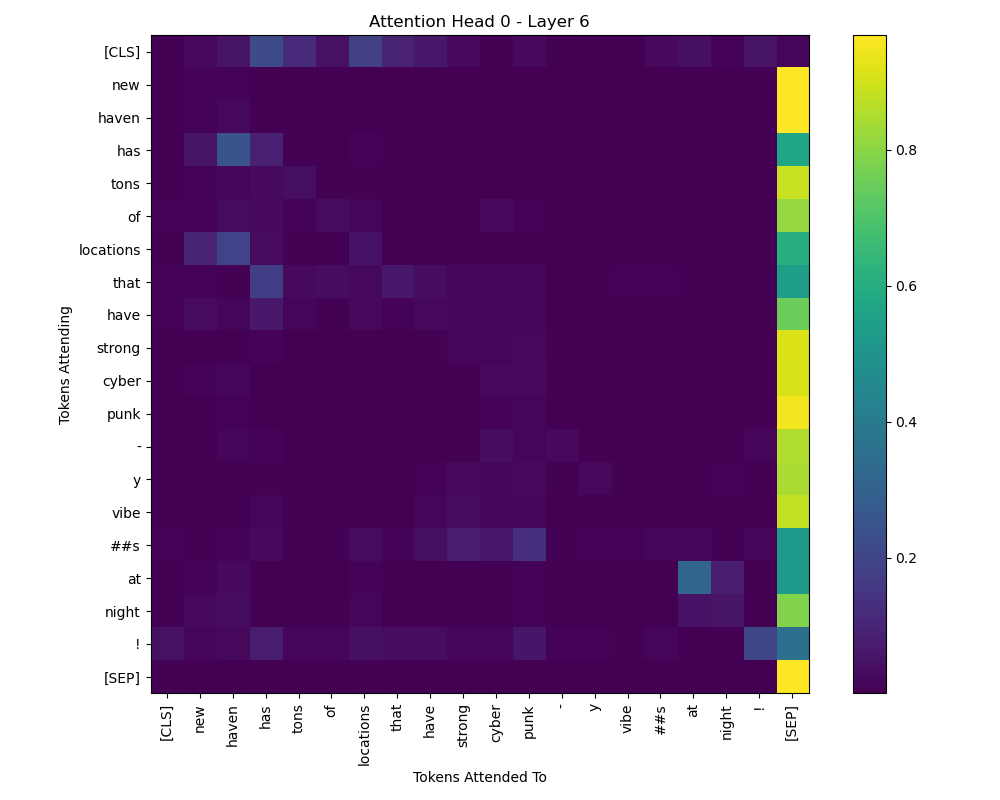 Attention Head 0 - Layer 6
[CLS]
new
haven
has
tons
of
locations
that
have
strong
cyber
punk
-
y
vibe
##s
at
night
!
[SEP]
Tokens Attending
[CLS] new haven has tons of locations that have strong cyber punk - y vibe ##s at night ! [SEP]
Tokens Attended To
0.8
0.6
0.4
0.2